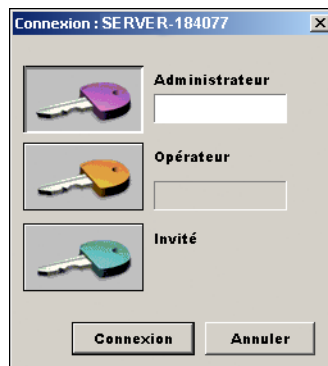 Connexion : SERVER-184077
Administrateur
Opérateur
Invité
Connexion
Annuler